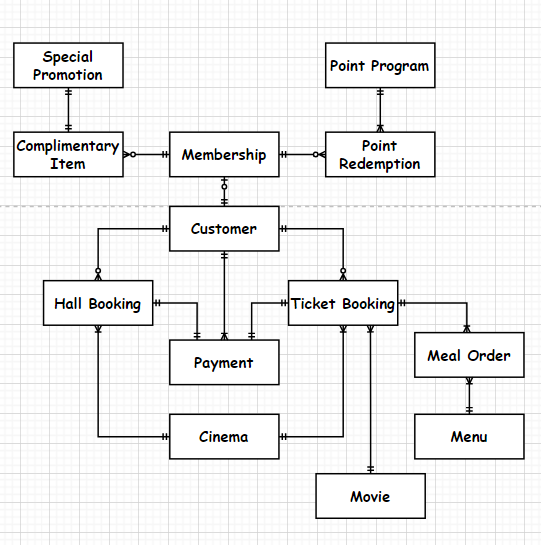 Special
Promotion
Point Program
Complimentary
Item
Membership
Point
Redemption
Customer
Hall Booking
Ticket Booking
Payment
Meal Order
Cinema
Menu
Movie